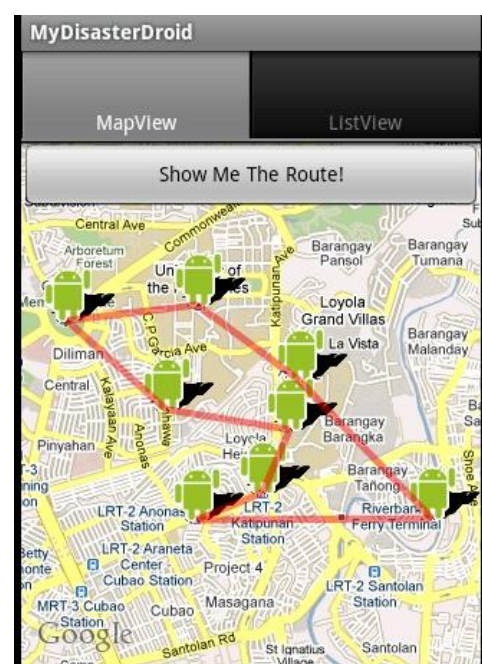 MyDisasterDroid
MapView
ListView
Show Me The Route!
Central Ave
Arboretum
Forest
Barangay
Pansol
Barangay
Tumana
Katipunan Ave
Loyola
Grand Villas
La Vista
Barangay
Malanday
C.P.
Garcia Ave
Diliman
Central
Kalayaan Ave
Anonas
Barangay
Barangka
Pinyahan
Loyola
Barangay
Tañong
Shoe Ave
LRT-2 Anonas
Station
LRT-2
Katipunan
Station
Ferry Terminal
LRT-2 Araneta
Center
Cubao Station
Project 4
LRT-2 Santolan
Station
MRT-3 Cubao
Station
Cubao
Masagana
Google
Santolan Rd
St Ignatius
Village
Santolan